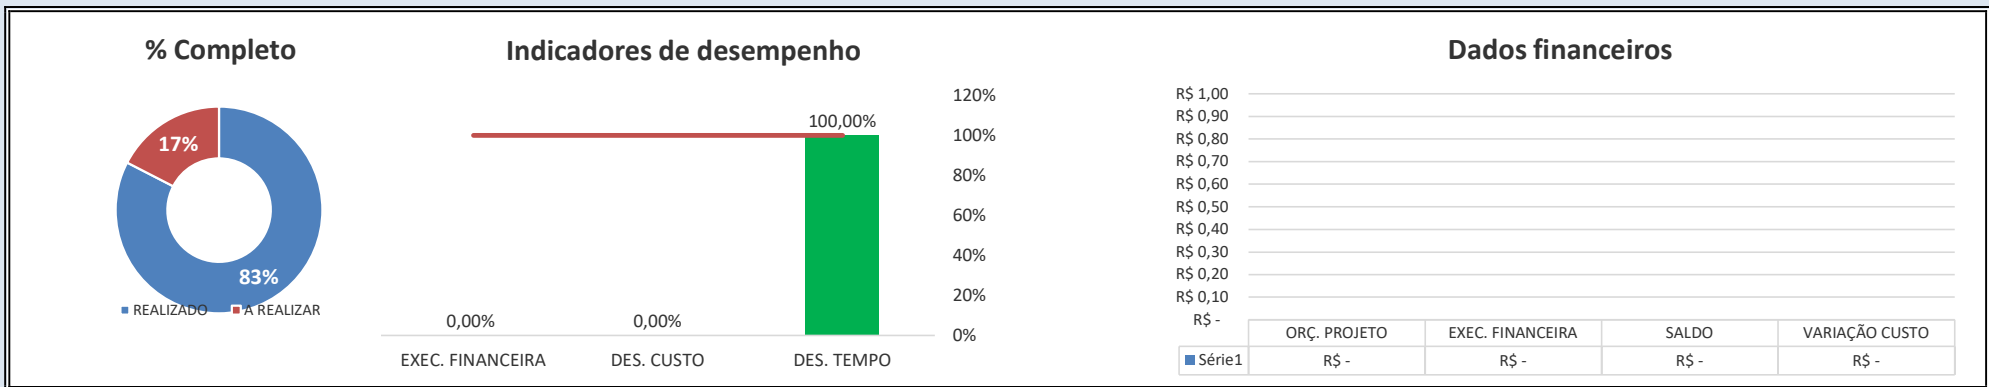 % Completo
17%
83%
REALIZADO
A REALIZAR
Indicadores de desempenho
120%
100%
80%
60%
40%
20%
0%
0,00%
0,00%
100,00%
EXEC. FINANCEIRA
DES. CUSTO
DES. TEMPO
Dados financeiros
R$ 1,00
R$ 0,90
R$ 0,80
R$ 0,70
R$ 0,60
R$ 0,50
R$ 0,40
R$ 0,30
R$ 0,20
R$ 0,10
R$ -
ORÇ. PROJETO EXEC. FINANCEIRA SALDO VARIAÇÃO CUSTO
Série1 R$ - R$ - R$ - R$ -